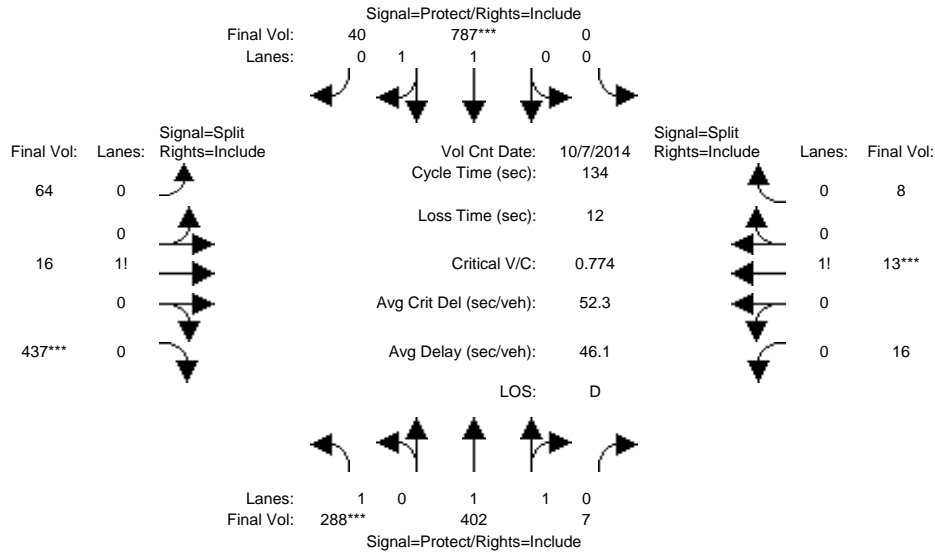 Signal=Protect/Rights=Include
Final Vol: 40 787*** 0
Lanes: 0 1 1 0 0
Signal=Split
Final Vol: Lanes: Rights=Include
Vol Cnt Date: 10/7/2014
Signal=Split
Rights=Include Lanes: Final Vol:
Cycle Time (sec): 134
64 0
0 8
Loss Time (sec): 12
0
0
16 1!
Critical V/C: 0.774
1! 13***
0
Avg Crit Del (sec/veh): 52.3
0
437*** 0
Avg Delay (sec/veh): 46.1
0 16
LOS: D
Lanes: 1 0 1 1 0
Final Vol: 288*** 402 7
Signal=Protect/Rights=Include